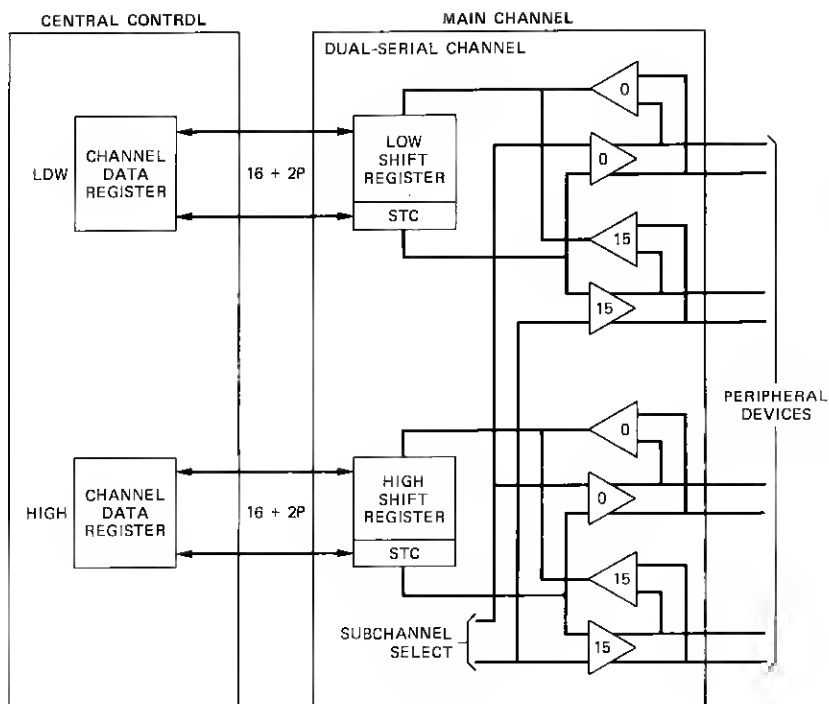 CENTRAL CONTRDL
MAIN CHANNEL
DUAL-SERIAL CHANNEL
0
LDW
CHANNEL
DATA
REGISTER
16 + 2P
LOW
SHIFT
REGISTER
STC
0
15
15
PERIPHERAL
DEVICES
0
HIGH
CHANNEL
DATA
REGISTER
16 + 2P
HIGH
SHIFT
REGISTER
STC
0
15
SUBCHANNEL
SELECT
15